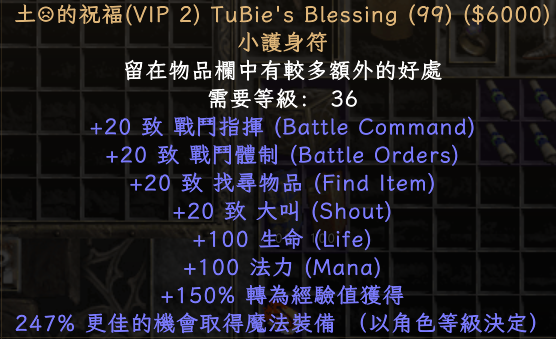 土☹的祝福(VIP 2) TuBie's Blessing (99) ($6000)
小護身符
留在物品欄中有較多額外的好處
需要等級： 36
+20 致 戰鬥指揮 (Battle Command)
+20 致 戰鬥體制 (Battle Orders)
+20 致 找尋物品 (Find Item)
+20 致 大叫 (Shout)
+100 生命 (Life)
+100 法力 (Mana)
+150% 轉為經驗值獲得
247% 更佳的機會取得魔法裝備 （以角色等級決定）